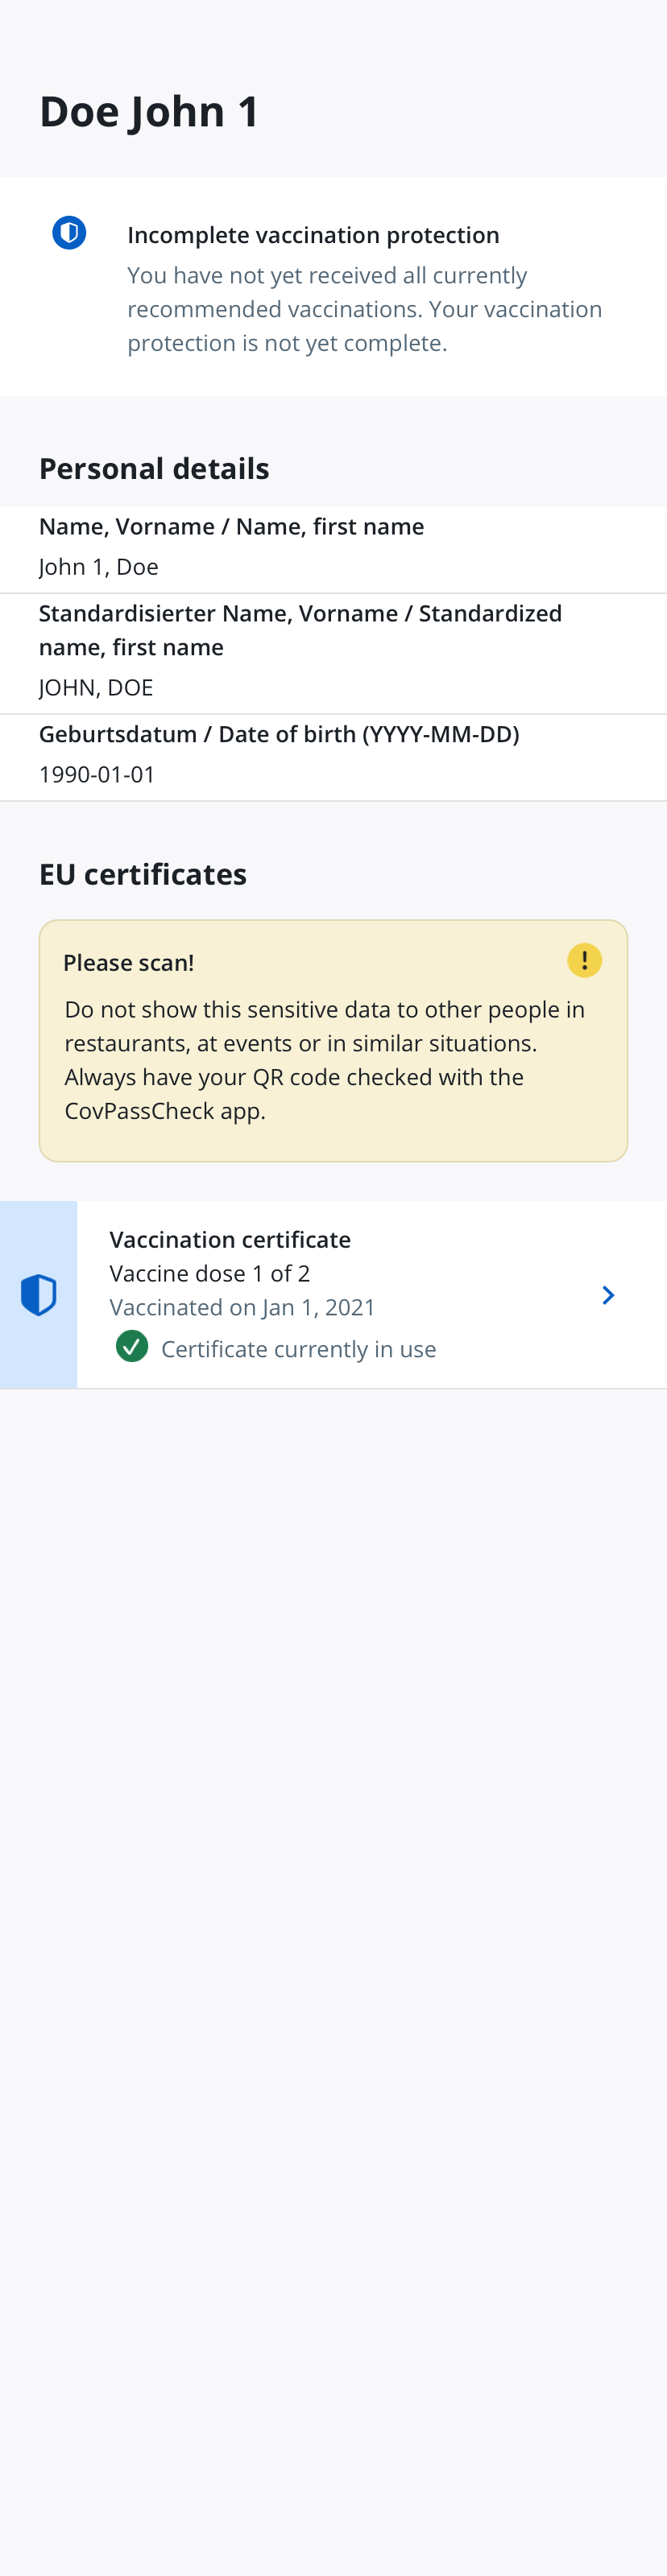 Doe John 1
Incomplete vaccination protection
You have not yet received all currently
recommended vaccinations. Your vaccination
protection is not yet complete.
Personal details
Name, Vorname / Name, first name
John 1, Doe
Standardisierter Name, Vorname / Standardized
name, first name
JOHN, DOE
Geburtsdatum / Date of birth (YYYY-MM-DD)
1990-01-01
EU certificates
Please scan!
Do not show this sensitive data to other people in
restaurants, at events or in similar situations.
Always have your QR code checked with the
CovPassCheck app.
Vaccination certificate
Vaccine dose 1 of 2
Vaccinated on Jan 1, 2021
Certificate currently in use